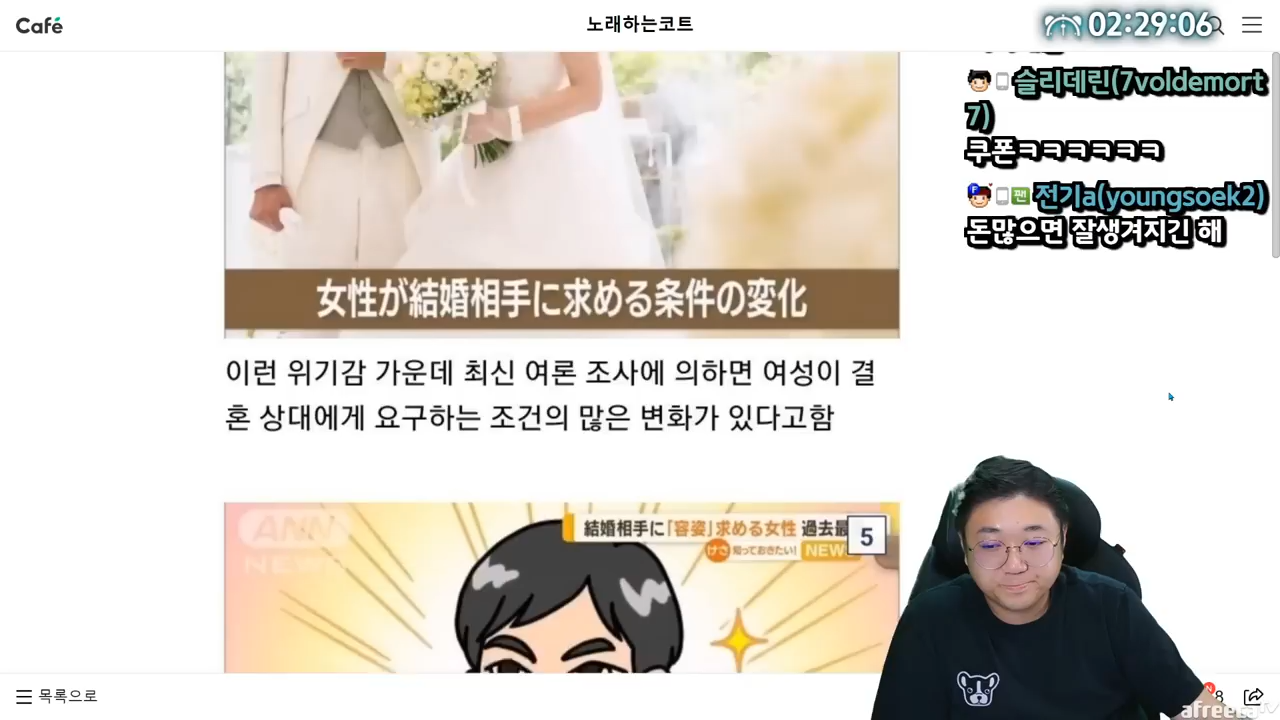 Café
노래하는코트
02:29:06
슬리데린(7voldemort
7)
쿠폰ㅋㅋㅋㅋㅋㅋ
전기a(youngsoek2)
돈많으면 잘생겨지긴 해
女性が結婚相手に求める条件の変化
이런 위기감 가운데 최신 여론 조사에 의하면 여성이 결
혼 상대에게 요구하는 조건의 많은 변화가 있다고함
ANN
NEWS
結婚相手に「容姿」求める女性 過去最
5
けさ 知っておきたい! NEW
목록으로
8
afreecaTV